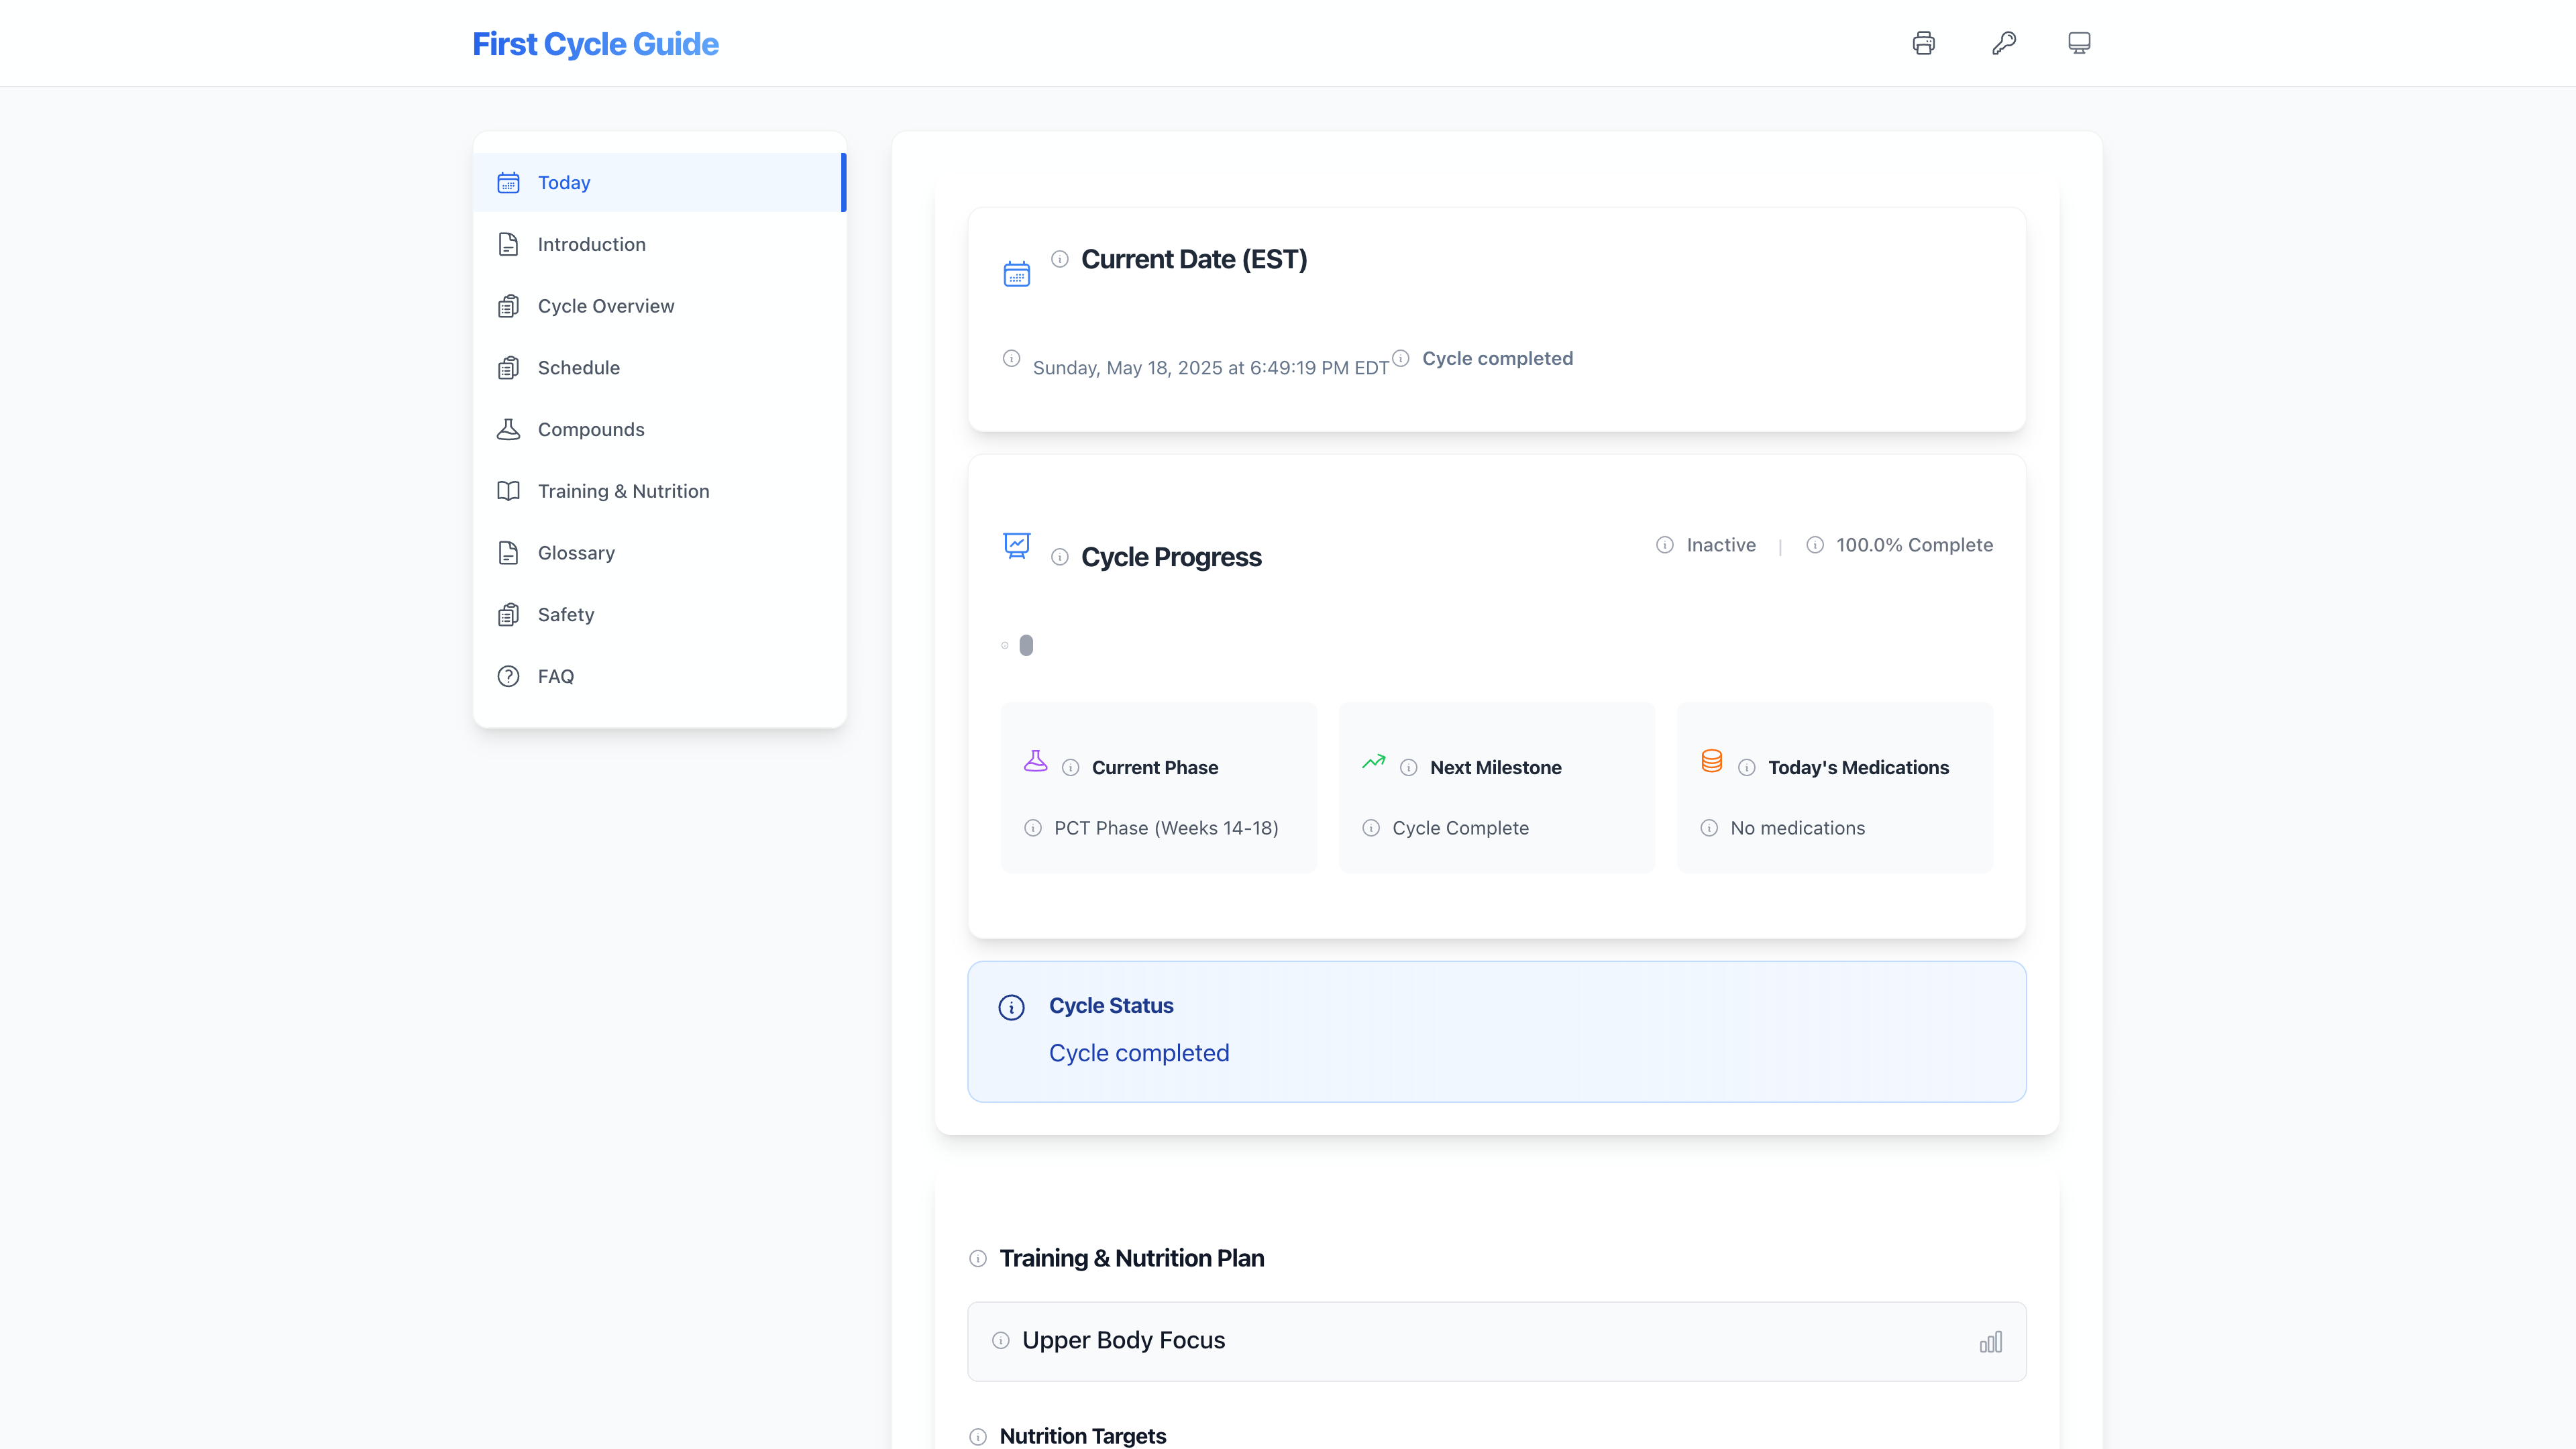 First Cycle Guide
Today
Introduction
Cycle Overview
Schedule
Compounds
Training & Nutrition
Glossary
Safety
FAQ
Current Date (EST)
Sunday, May 18, 2025 at 6:49:19 PM EDT Cycle completed
Cycle Progress
Inactive | 100.0% Complete
Current Phase
PCT Phase (Weeks 14-18)
Next Milestone
Cycle Complete
Today's Medications
No medications
Cycle Status
Cycle completed
Training & Nutrition Plan
Upper Body Focus
Nutrition Targets